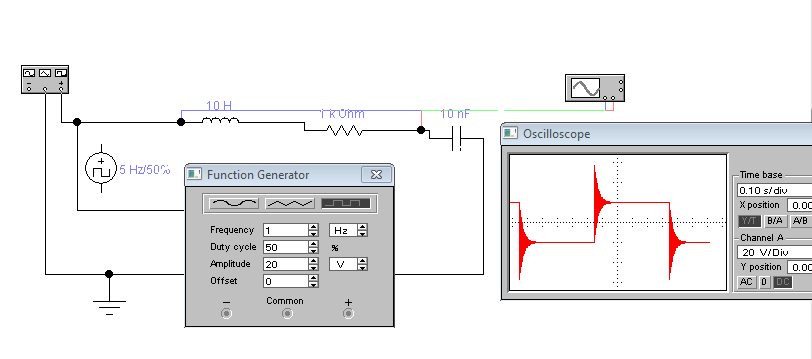 10 H
1 k Ohm
10 nF
Oscilloscope
5 Hz/50%
Function Generator
Time base
0.10 s/div
X position 0.00
Y/T B/A A/B
Frequency 1 Hz
Duty cycle 50 %
Amplitude 20 V
Offset 0
Channel A
20 V/Div
Y position 0.00
AC 0 DC
− Common +